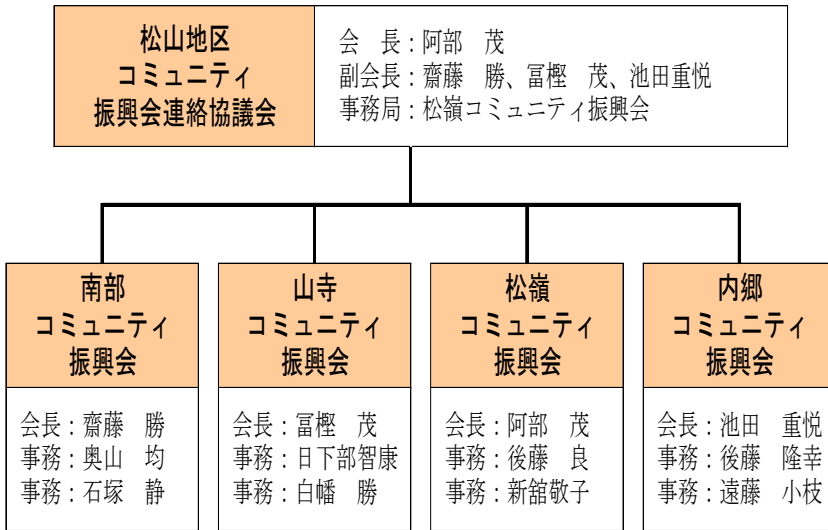 松山地区
コミュニティ
振興会連絡協議会
会　長：阿部　茂
副会長：齋藤　勝、冨樫　茂、池田重悦
事務局：松嶺コミュニティ振興会
南部
コミュニティ
振興会
会長：齋藤　勝
事務：奥山　均
事務：石塚　静
山寺
コミュニティ
振興会
会長：冨樫　茂
事務：日下部智康
事務：白幡　勝
松嶺
コミュニティ
振興会
会長：阿部　茂
事務：後藤　良
事務：新舘敬子
内郷
コミュニティ
振興会
会長：池田　重悦
事務：後藤　隆幸
事務：遠藤　小枝